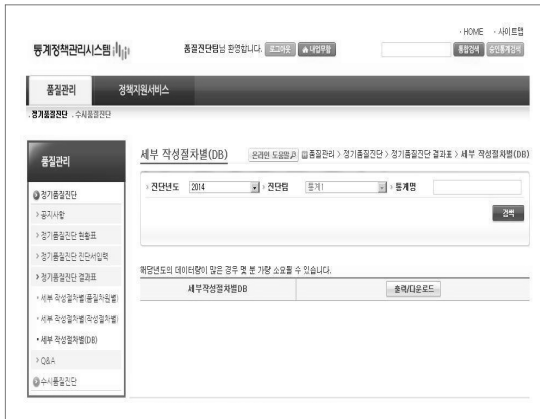 · HOME · 사이트맵
통계정책관리시스템
품질진단팀님 환영합니다. 로그아웃 내업무함
통합검색 승인통계검색
품질관리 정책지원서비스
· 정기품질진단 · 수시품질진단
품질관리
정기품질진단
> 공지사항
> 정기품질진단 현황표
> 정기품질진단 진단서입력
> 정기품질진단 결과표
• 세부 작성절차별(품질차원별)
• 세부 작성절차별(작성절차별)
• 세부 작성절차별(DB)
> Q&A
수시품질진단
세부 작성절차별(DB)
온라인 도움말
품질관리 > 정기품질진단 > 정기품질진단 결과표 > 세부 작성절차별(DB)
진단년도 2014 진단팀 통계1 통계명
검색
해당년도의 데이터량이 많은 경우 몇 분 가량 소요될 수 있습니다.
세부작성절차별DB 출력/다운로드